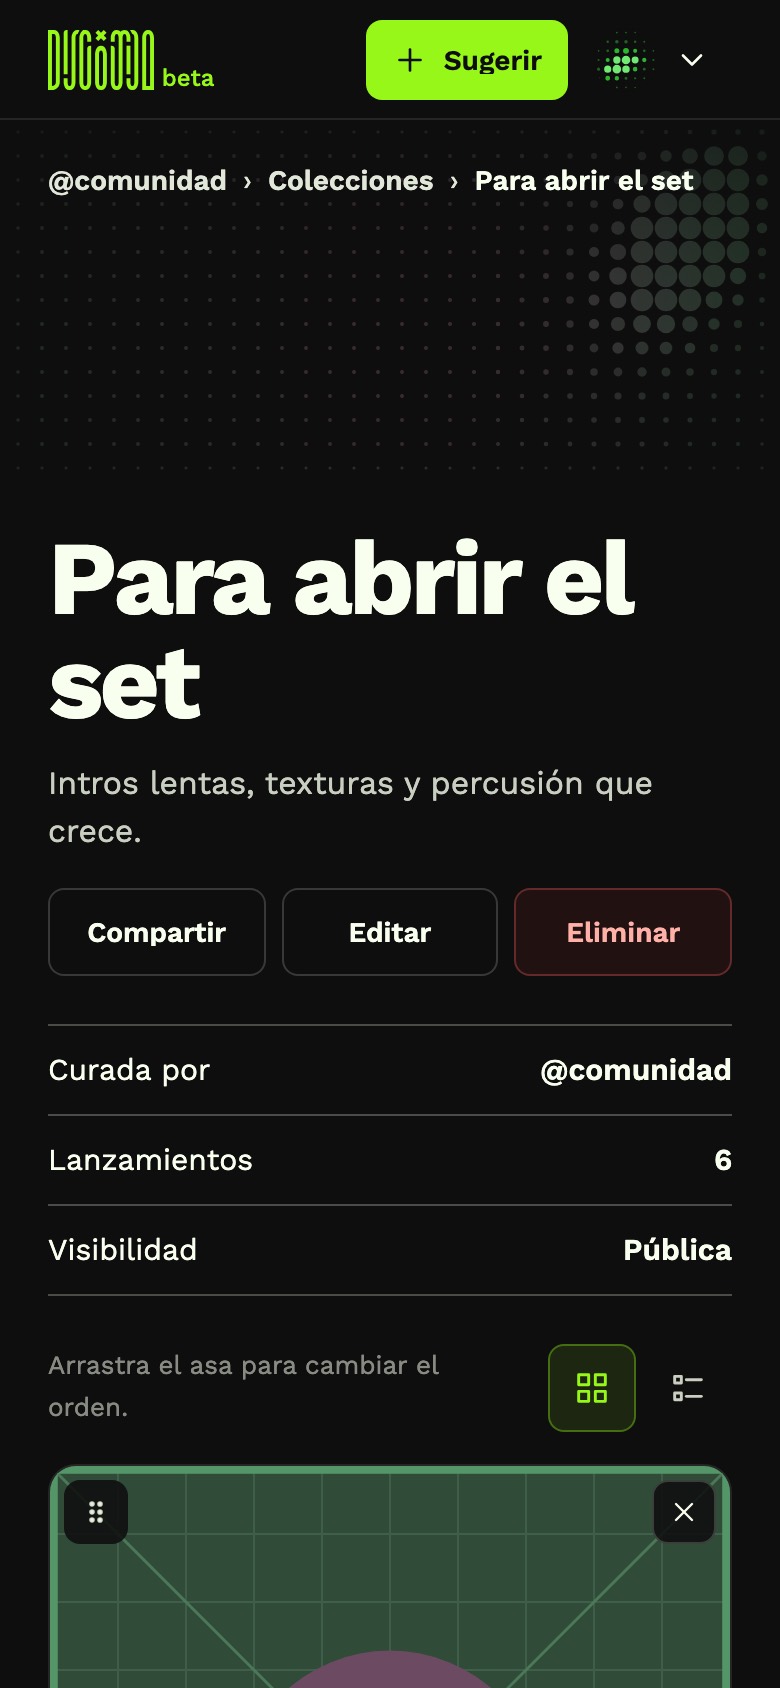 DISCOMA beta
Sugerir
@comunidad › Colecciones › Para abrir el set
Para abrir el
set
Intros lentas, texturas y percusión que
crece.
Compartir
Editar
Eliminar
Curada por
@comunidad
Lanzamientos
6
Visibilidad
Pública
Arrastra el asa para cambiar el
orden.